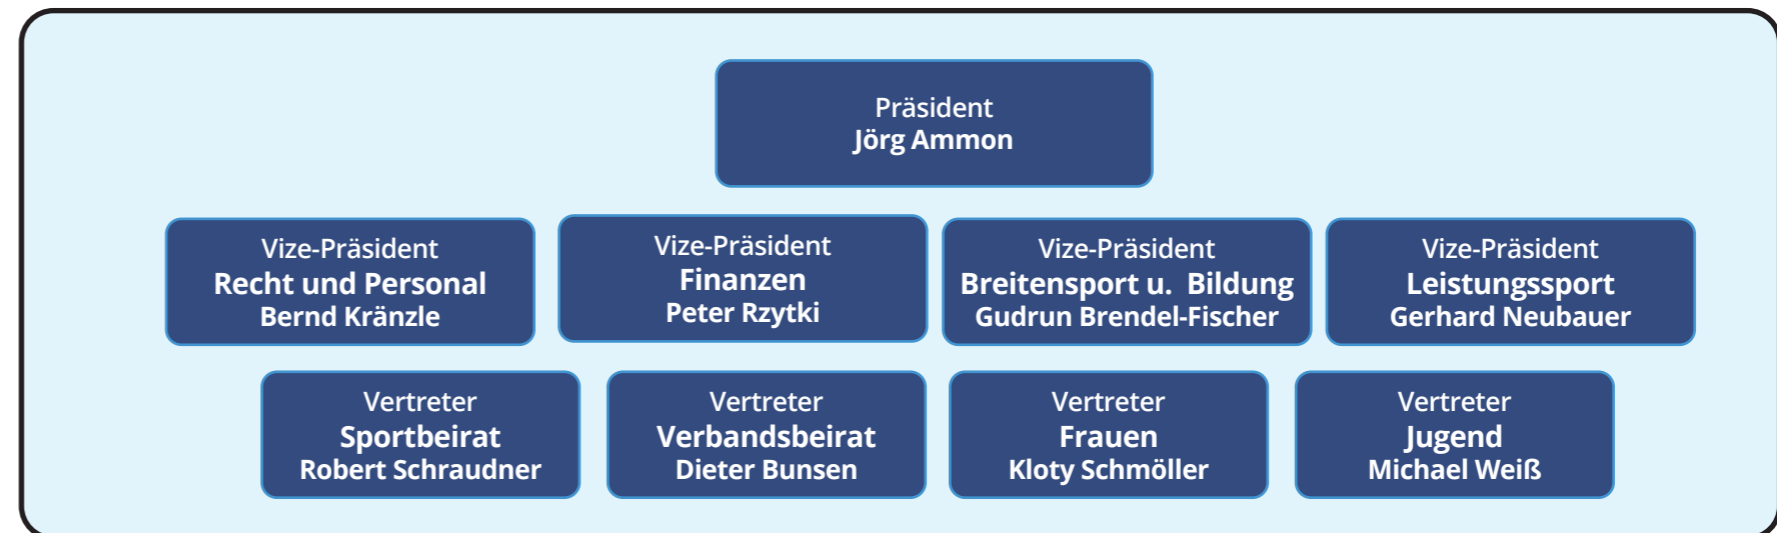 Präsident
Jörg Ammon
Vize-Präsident
Recht und Personal
Bernd Kränzle
Vize-Präsident
Finanzen
Peter Rzytki
Vize-Präsident
Breitensport u. Bildung
Gudrun Brendel-Fischer
Vize-Präsident
Leistungssport
Gerhard Neubauer
Vertreter
Sportbeirat
Robert Schraudner
Vertreter
Verbandsbeirat
Dieter Bunsen
Vertreter
Frauen
Kloty Schmöller
Vertreter
Jugend
Michael Weiß